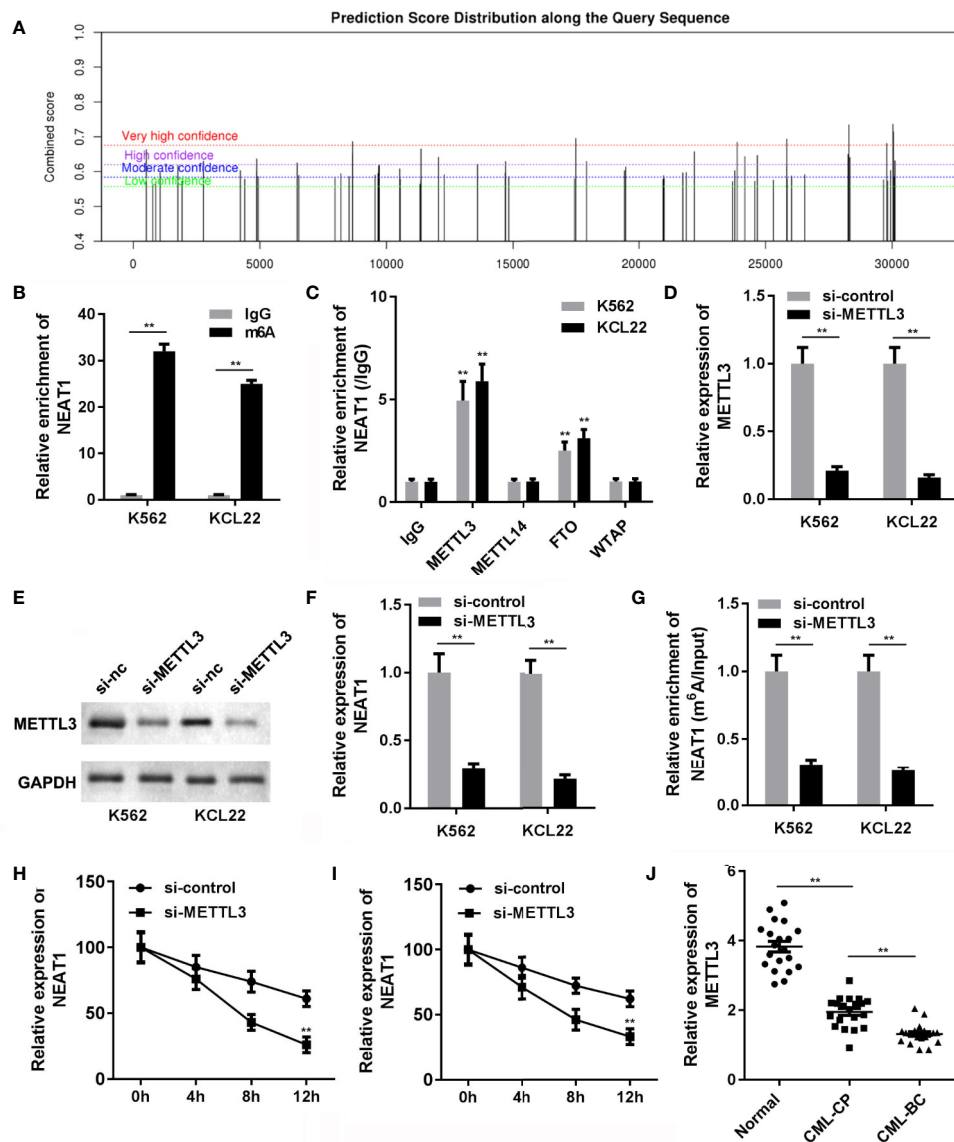 A
Prediction Score Distribution along the Query Sequence
Combined score
1.0
0.9
0.8
0.7
0.6
0.5
0.4
Very high confidence
High confidence
Moderate confidence
Low confidence
0 5000 10000 15000 20000 25000 30000
B
Relative enrichment of
NEAT1
40
30
20
10
0
IgG
m6A
** **
K562 KCL22
C
Relative enrichment of
NEAT1 (/IgG)
10
5
0
K562
KCL22
** ** ** **
IgG METTL3 METTL14 FTO WTAP
D
Relative expression of
METTL3
1.5
1.0
0.5
0.0
si-control
si-METTL3
** **
K562 KCL22
E
si-nc si-METTL3 si-nc si-METTL3
METTL3
GAPDH
K562 KCL22
F
Relative expression of
NEAT1
1.5
1.0
0.5
0.0
si-control
si-METTL3
** **
K562 KCL22
G
Relative enrichment of
NEAT1 (m6A/Input)
1.5
1.0
0.5
0.0
si-control
si-METTL3
** **
K562 KCL22
H
Relative expression or
NEAT1
150
100
50
0
si-control
si-METTL3
**
0h 4h 8h 12h
I
Relative expression of
NEAT1
150
100
50
0
si-control
si-METTL3
**
0h 4h 8h 12h
J
Relative expression of
METTL3
6
4
2
0
** **
Normal CML-CP CML-BC